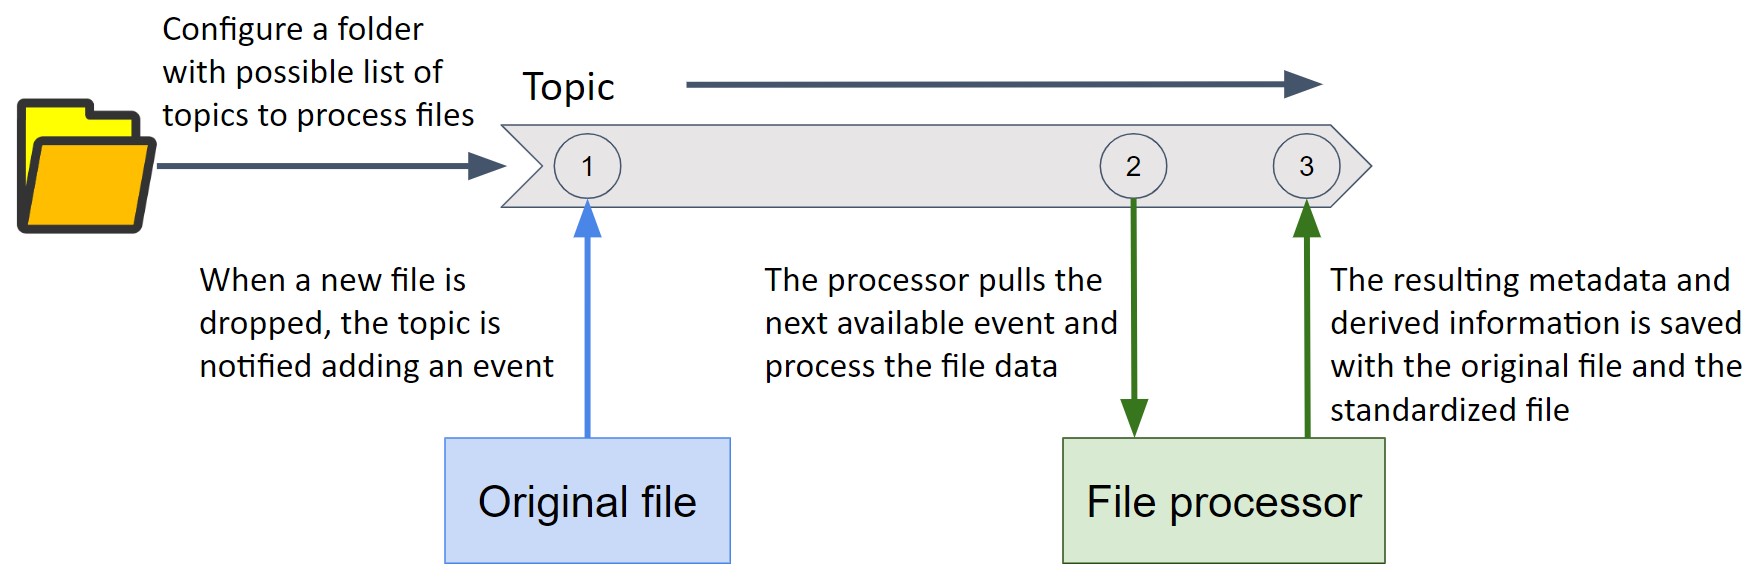 Configure a folder
with possible list of
topics to process files
Topic
1
2
3
When a new file is
dropped, the topic is
notified adding an event
The processor pulls the
next available event and
process the file data
The resulting metadata and
derived information is saved
with the original file and the
standardized file
Original file
File processor